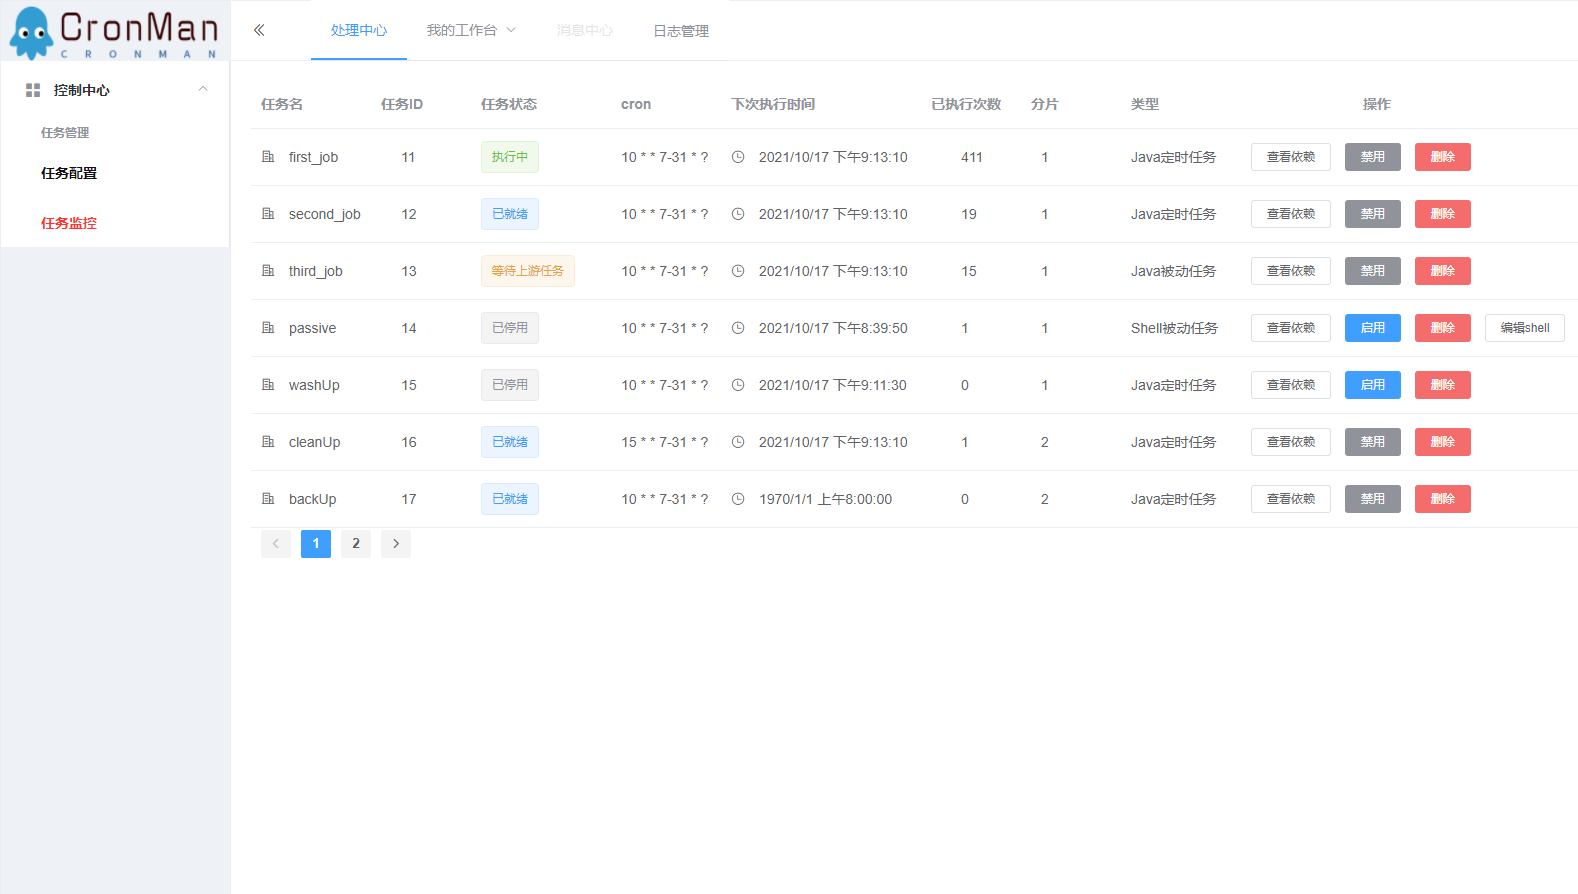 CronMan
CRONMAN
处理中心 我的工作台 消息中心 日志管理
控制中心
任务管理
任务配置
任务监控
任务名 任务ID 任务状态 cron 下次执行时间 已执行次数 分片 类型 操作
first_job 11 执行中 10 * * 7-31 * ? 2021/10/17 下午9:13:10 411 1 Java定时任务 查看依赖 禁用 删除
second_job 12 已就绪 10 * * 7-31 * ? 2021/10/17 下午9:13:10 19 1 Java定时任务 查看依赖 禁用 删除
third_job 13 等待上游任务 10 * * 7-31 * ? 2021/10/17 下午9:13:10 15 1 Java被动任务 查看依赖 禁用 删除
passive 14 已停用 10 * * 7-31 * ? 2021/10/17 下午8:39:50 1 1 Shell被动任务 查看依赖 启用 删除 编辑shell
washUp 15 已停用 10 * * 7-31 * ? 2021/10/17 下午9:11:30 0 1 Java定时任务 查看依赖 启用 删除
cleanUp 16 已就绪 15 * * 7-31 * ? 2021/10/17 下午9:13:10 1 2 Java定时任务 查看依赖 禁用 删除
backUp 17 已就绪 10 * * 7-31 * ? 1970/1/1 上午8:00:00 0 2 Java定时任务 查看依赖 禁用 删除
1 2